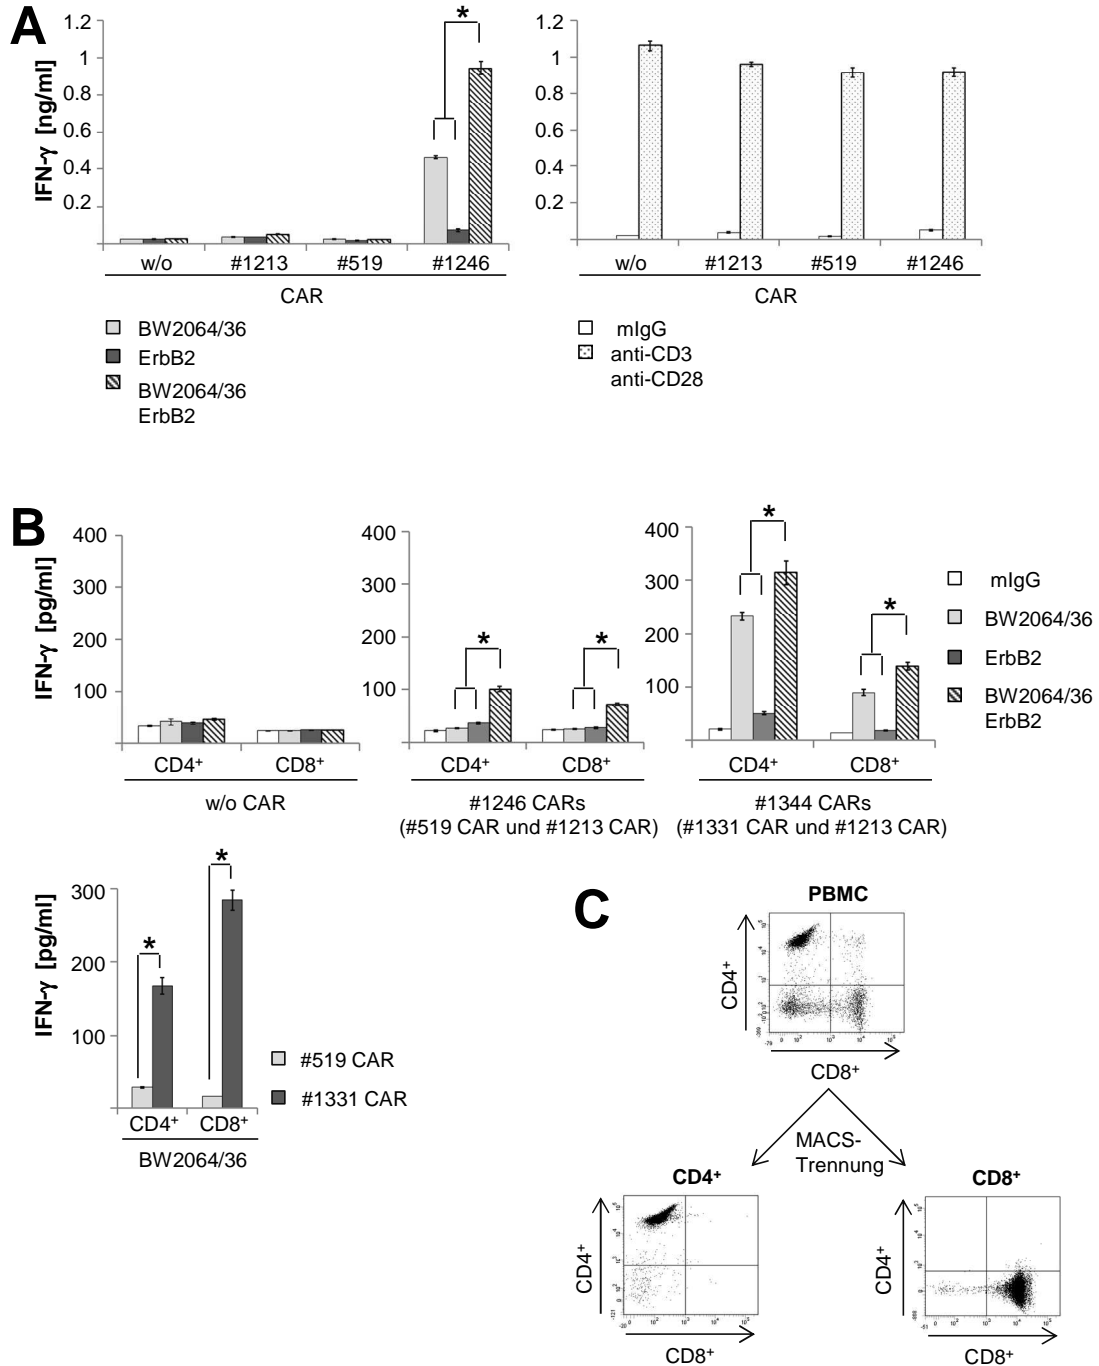 A
IFN-γ [ng/ml]
1.2
1
0.8
0.6
0.4
0.2
*
w/o #1213 #519 #1246
CAR
BW2064/36
ErbB2
BW2064/36
ErbB2
1.2
1
0.8
0.6
0.4
0.2
w/o #1213 #519 #1246
CAR
mIgG
anti-CD3
anti-CD28
B
IFN-γ [pg/ml]
400
300
200
100
CD4+ CD8+
w/o CAR
400
300
200
100
* *
CD4+ CD8+
#1246 CARs
(#519 CAR und #1213 CAR)
400
300
200
100
* *
CD4+ CD8+
#1344 CARs
(#1331 CAR und #1213 CAR)
mIgG
BW2064/36
ErbB2
BW2064/36
ErbB2
IFN-γ [pg/ml]
300
200
100
* *
CD4+ CD8+
BW2064/36
#519 CAR
#1331 CAR
C
PBMC
CD4+
CD8+
MACS-
Trennung
CD4+
CD4+
CD8+
CD8+
CD4+
CD8+